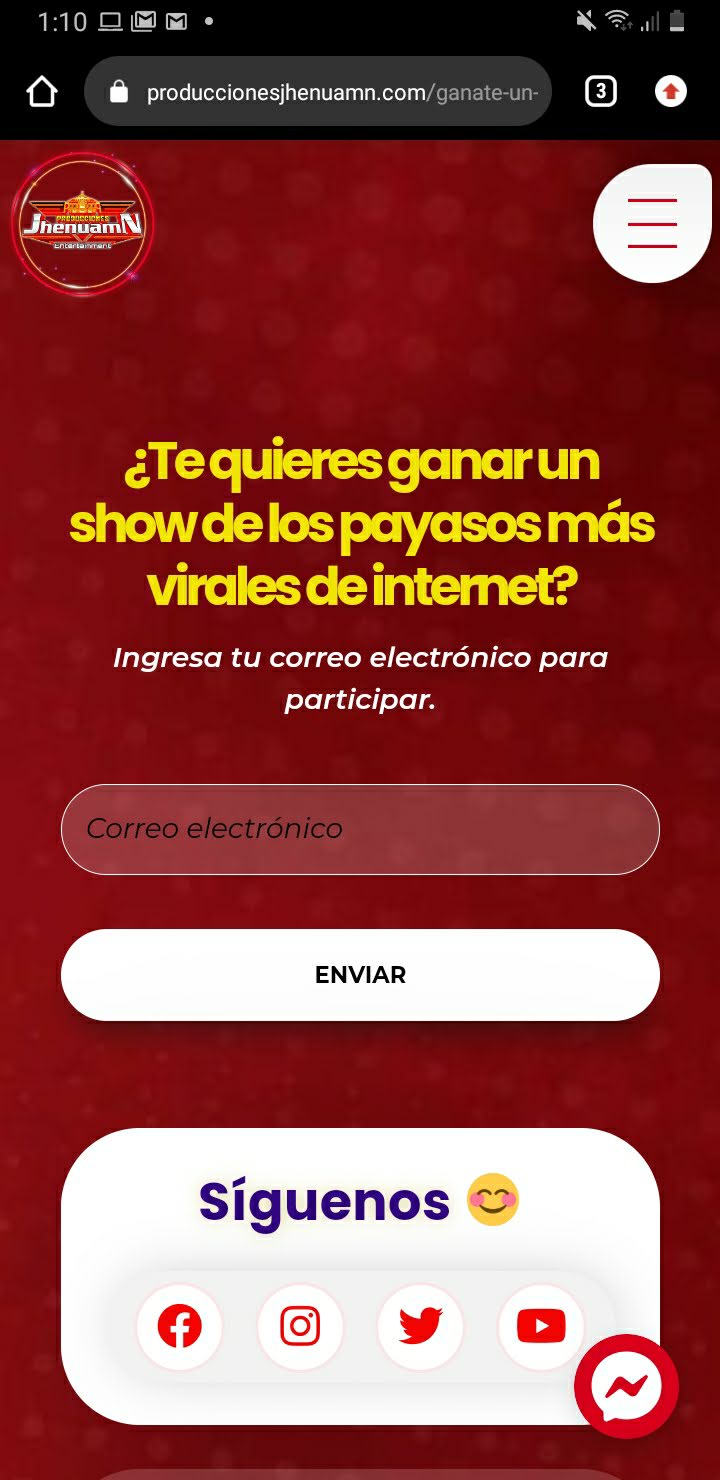 1:10
produccionesjhenuamn.com/ganate-un-
3
PRODUCCIONES
JhenuamN
Entertainment
¿Te quieres ganar un
show de los payasos más
virales de internet?
Ingresa tu correo electrónico para
participar.
Correo electrónico
ENVIAR
Síguenos 😊